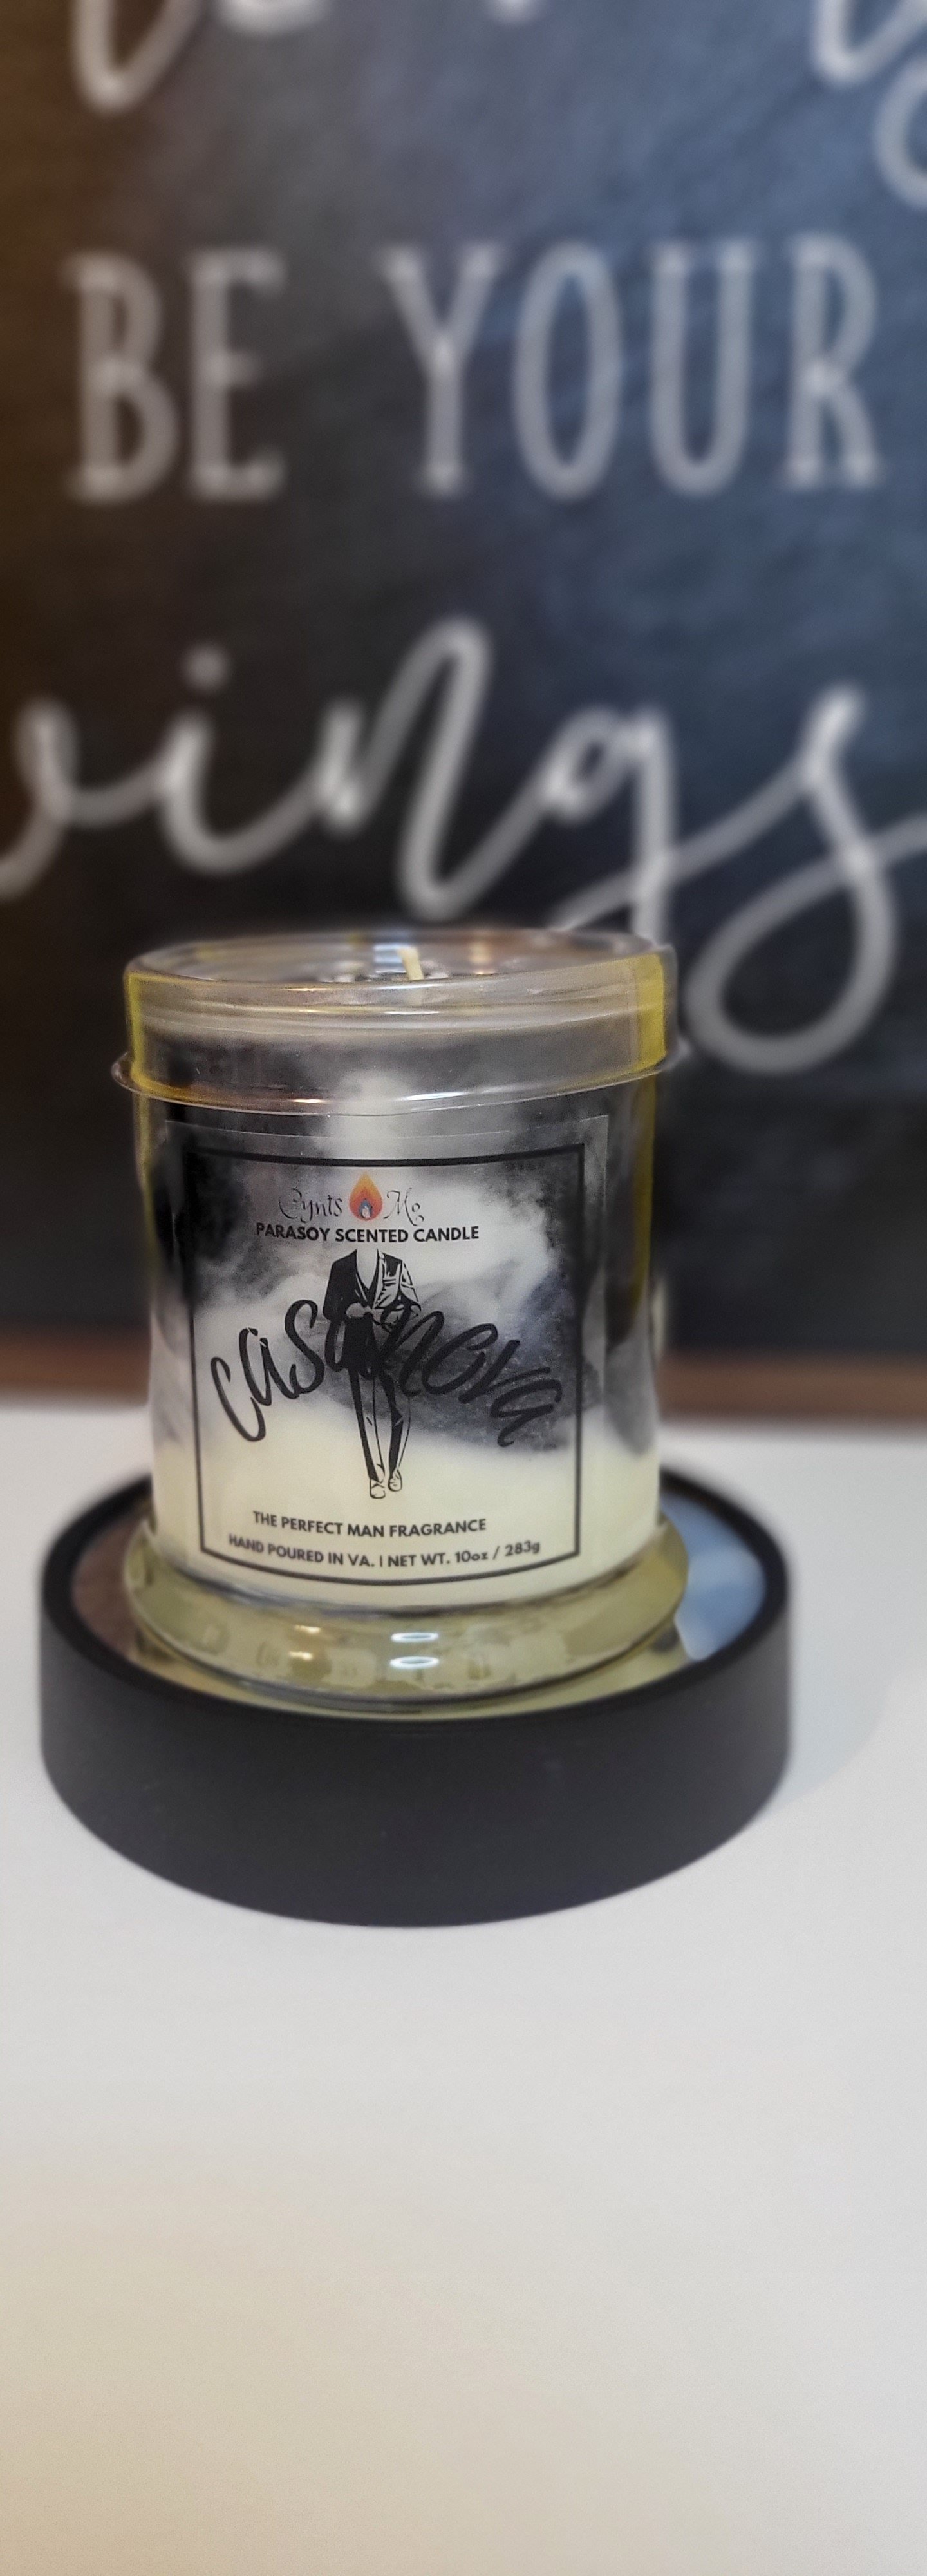 BE YOUR
Cynts Mo
PARASOY SCENTED CANDLE
casanova
THE PERFECT MAN FRAGRANCE
HAND POURED IN VA. | NET WT. 10oz / 283g